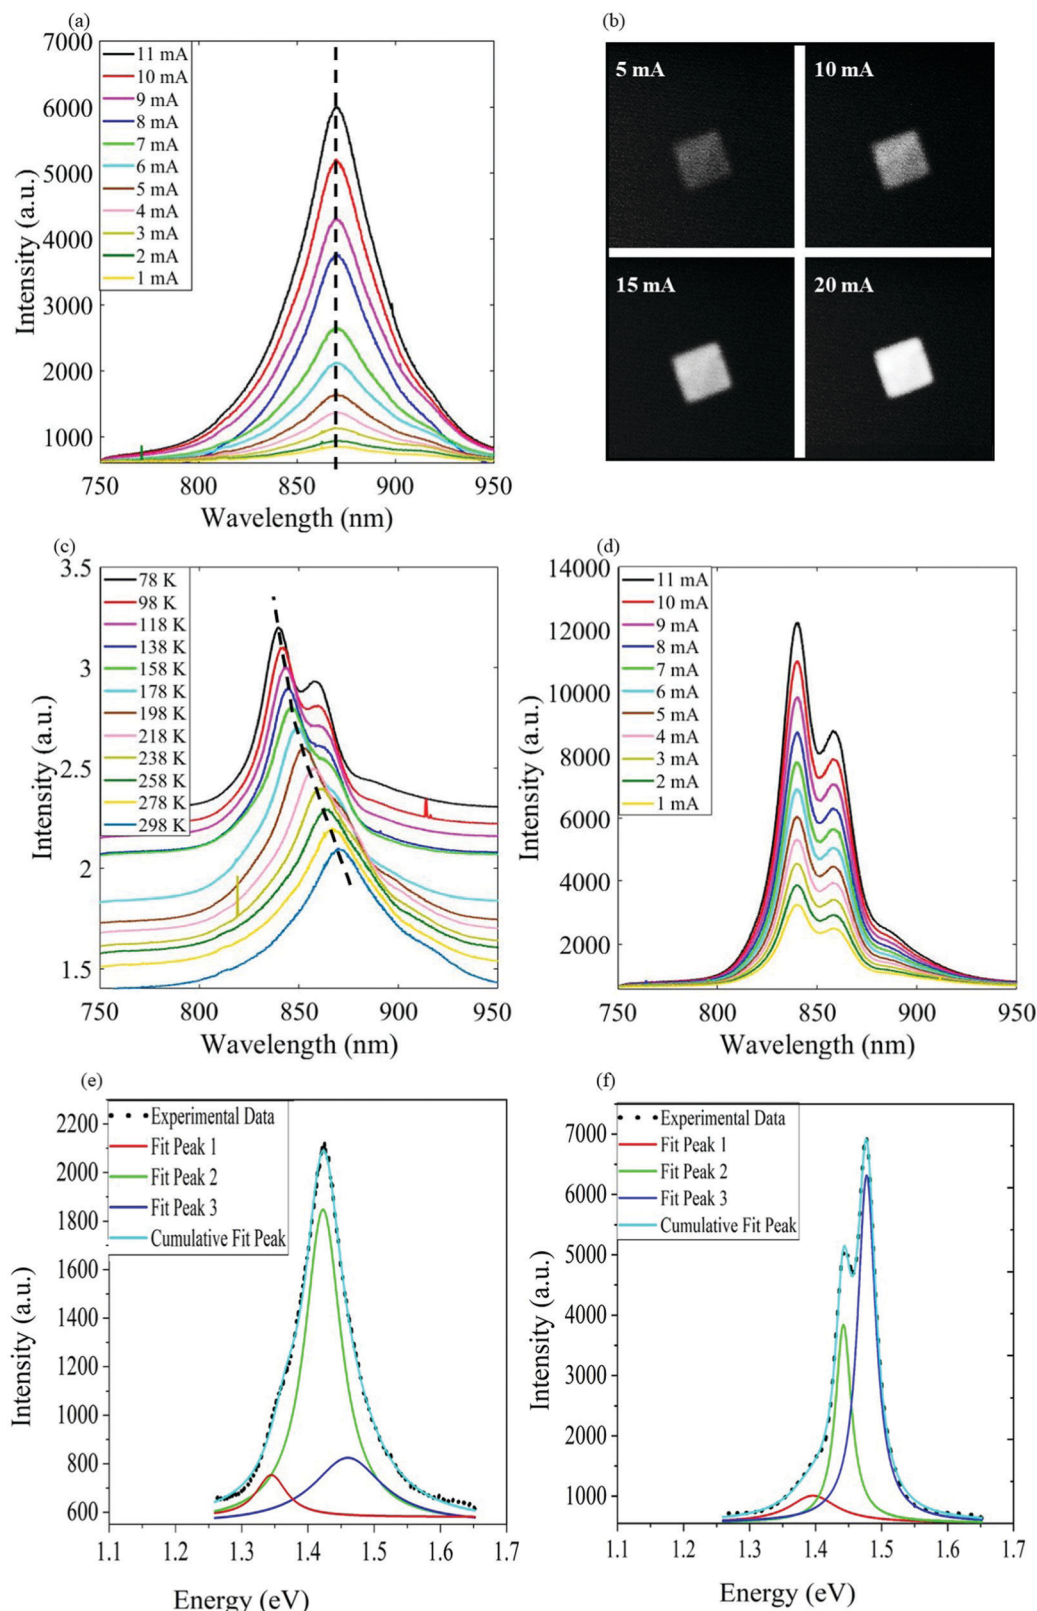 (a)
7000
6000
5000
4000
3000
2000
1000
Intensity (a.u.)
11 mA
10 mA
9 mA
8 mA
7 mA
6 mA
5 mA
4 mA
3 mA
2 mA
1 mA
750 800 850 900 950
Wavelength (nm)
(b)
5 mA
10 mA
15 mA
20 mA
(c)
3.5
3
2.5
2
1.5
Intensity (a.u.)
78 K
98 K
118 K
138 K
158 K
178 K
198 K
218 K
238 K
258 K
278 K
298 K
750 800 850 900 950
Wavelength (nm)
(d)
14000
12000
10000
8000
6000
4000
2000
Intensity (a.u.)
11 mA
10 mA
9 mA
8 mA
7 mA
6 mA
5 mA
4 mA
3 mA
2 mA
1 mA
750 800 850 900 950
Wavelength (nm)
(e)
2200
2000
1800
1600
1400
1200
1000
800
600
Intensity (a.u.)
Experimental Data
Fit Peak 1
Fit Peak 2
Fit Peak 3
Cumulative Fit Peak
1.1 1.2 1.3 1.4 1.5 1.6 1.7
Energy (eV)
(f)
7000
6000
5000
4000
3000
2000
1000
Intensity (a.u.)
Experimental Data
Fit Peak 1
Fit Peak 2
Fit Peak 3
Cumulative Fit Peak
1.1 1.2 1.3 1.4 1.5 1.6 1.7
Energy (eV)